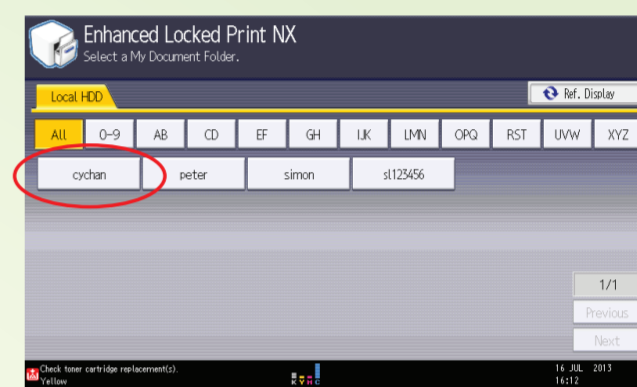 Enhanced Locked Print NX
Select a My Document Folder.
Local HDD
Ref. Display
All 0-9 AB CD EF GH IJK LMN OPQ RST UVW XYZ
cychan peter simon sl123456
1/1
Previous
Next
Check toner cartridge replacement(s).
Yellow
K Y M C
16 JUL 2013
16:12